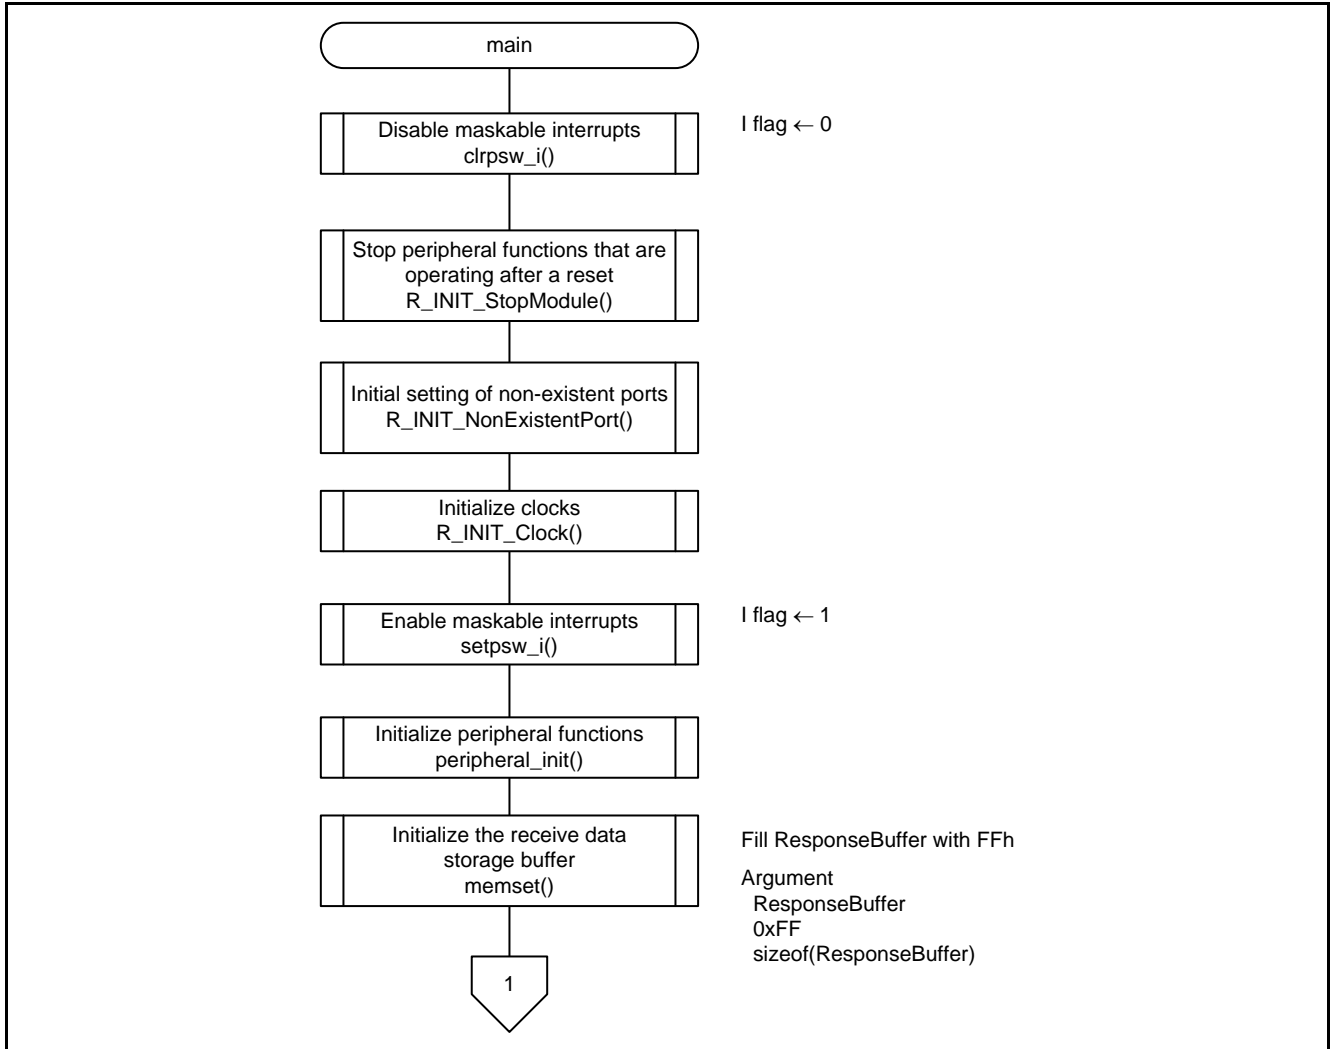 main
Disable maskable interrupts
clrpsw_i()
I flag ← 0
Stop peripheral functions that are
operating after a reset
R_INIT_StopModule()
Initial setting of non-existent ports
R_INIT_NonExistentPort()
Initialize clocks
R_INIT_Clock()
Enable maskable interrupts
setpsw_i()
I flag ← 1
Initialize peripheral functions
peripheral_init()
Initialize the receive data
storage buffer
memset()
Fill ResponseBuffer with FFh
Argument
ResponseBuffer
0xFF
sizeof(ResponseBuffer)
1